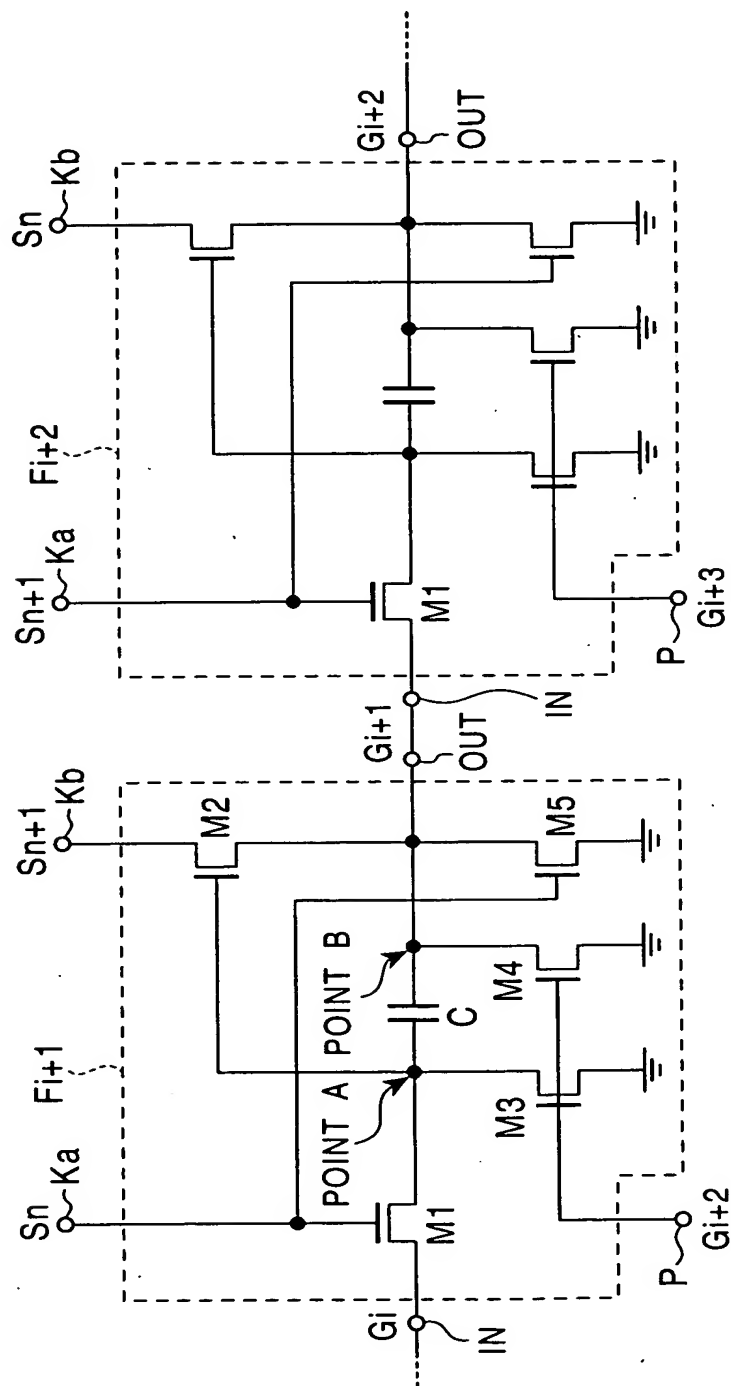 Sn
Ka
Fi+1
Sn+1
Kb
M2
POINT A
POINT B
Gi
IN
M1
C
M3
M4
M5
Gi+1
OUT
P
Gi+2
Sn+1
Ka
Fi+2
Sn
Kb
IN
M1
P
Gi+3
Gi+2
OUT